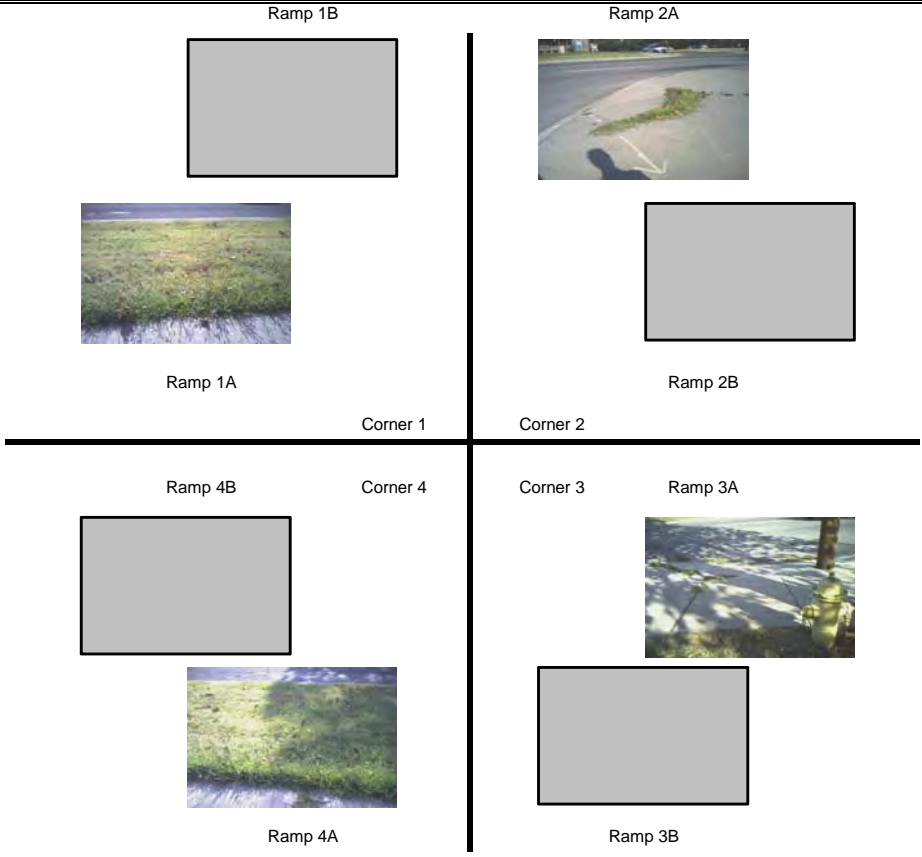 Ramp 1B Ramp 2A
Ramp 1A Ramp 2B
Corner 1 Corner 2
Ramp 4B Corner 4 Corner 3 Ramp 3A
Ramp 4A Ramp 3B